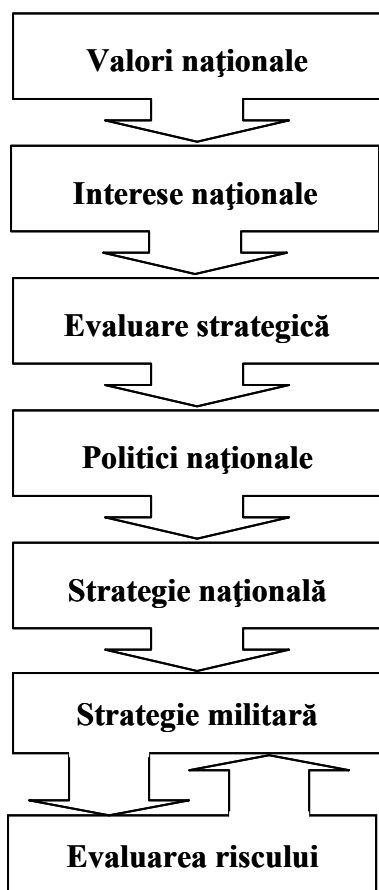 Valori naţionale
Interese naţionale
Evaluare strategică
Politici naţionale
Strategie naţională
Strategie militară
Evaluarea riscului